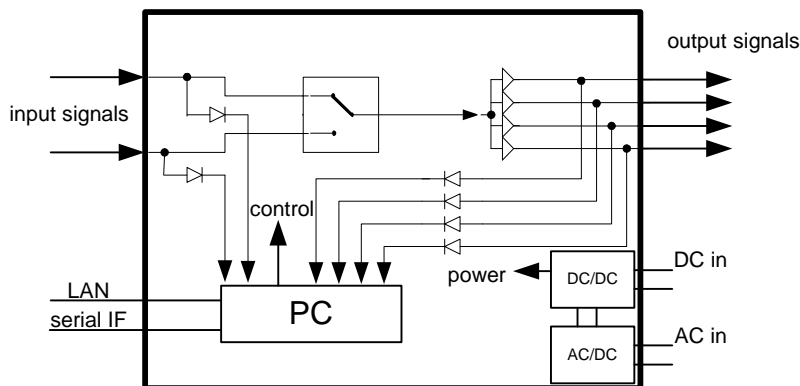 output signals
input signals
control
DC in
power
DC/DC
LAN
PC
serial IF
AC in
AC/DC